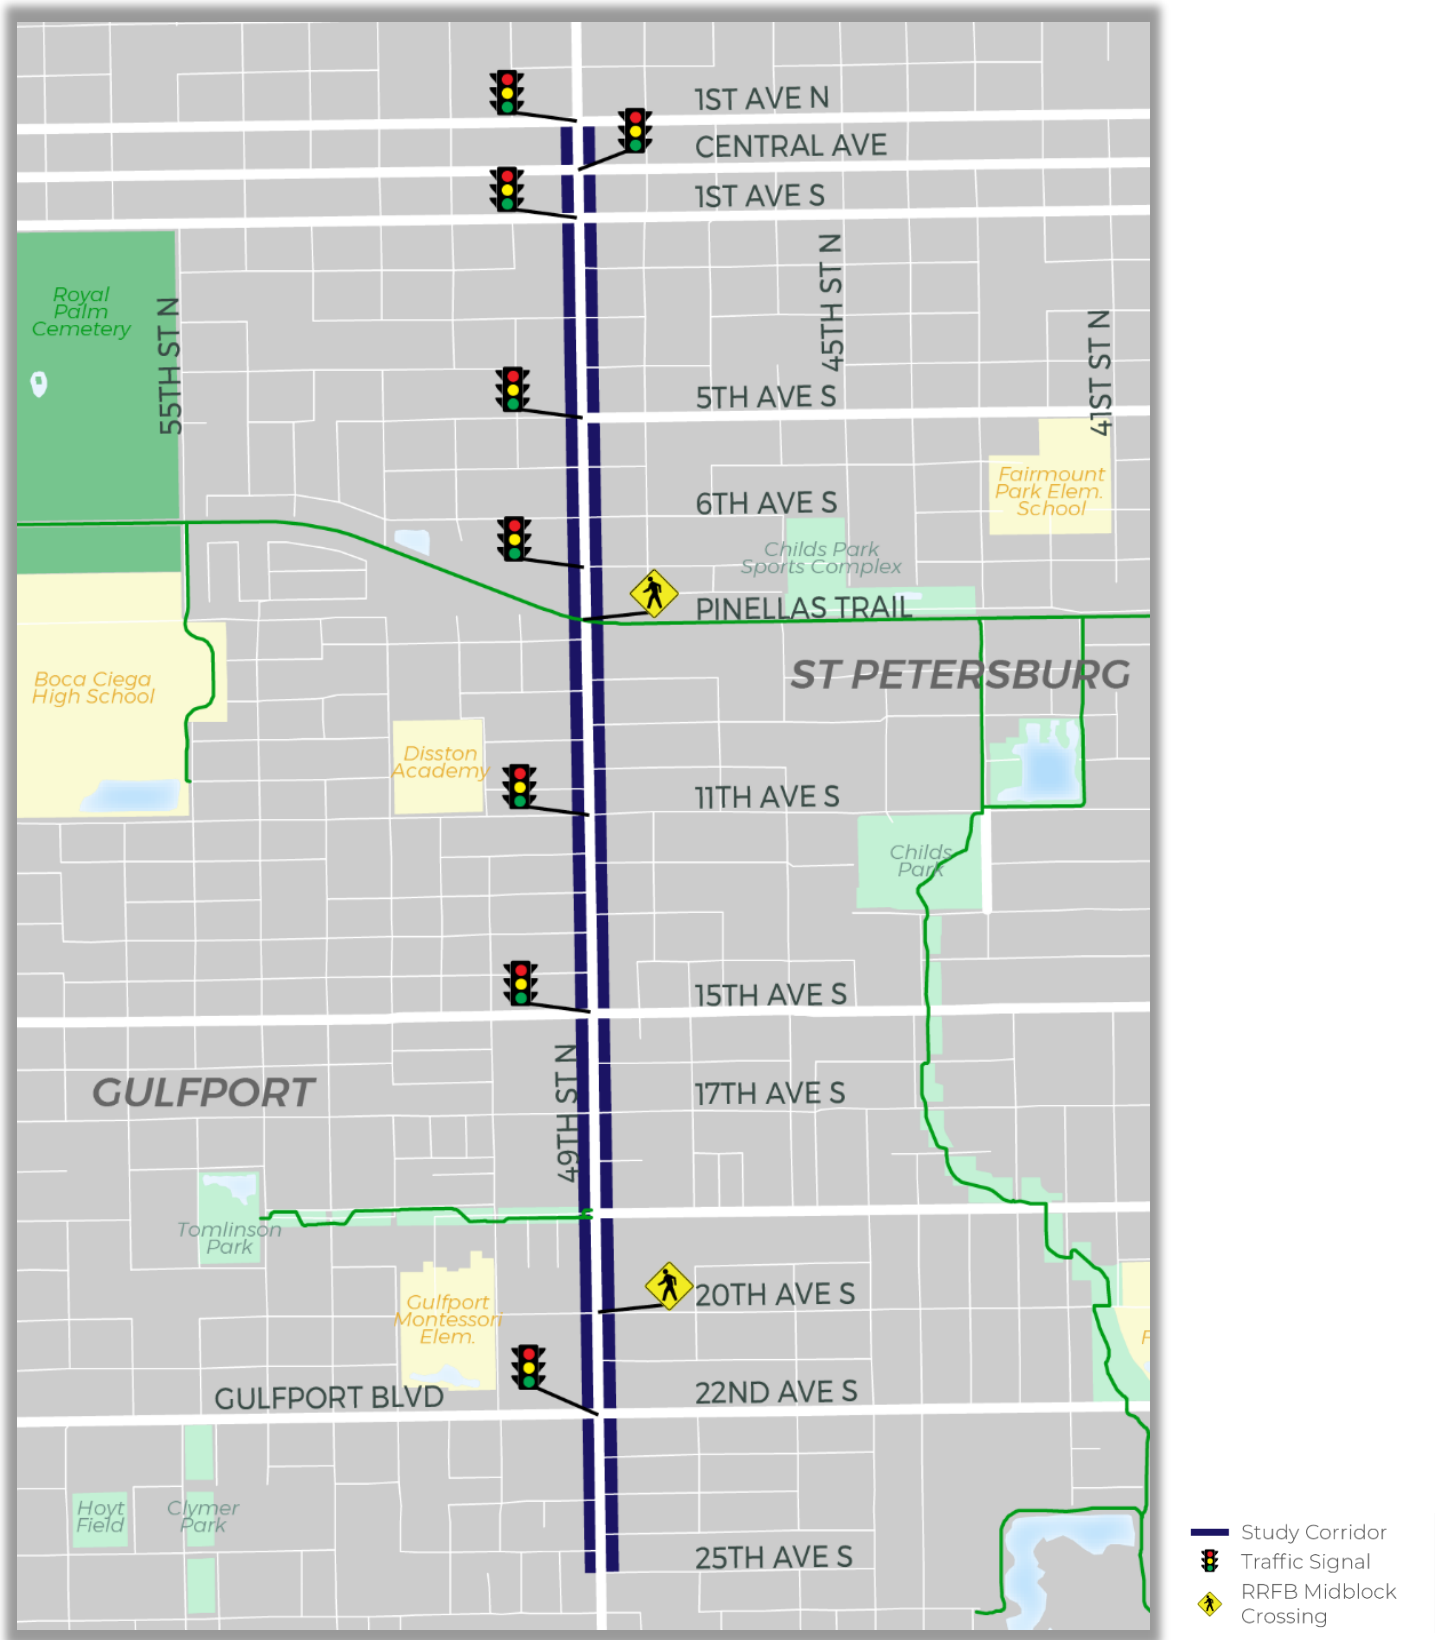 1ST AVE N
CENTRAL AVE
1ST AVE S
45TH ST N
Royal
Palm
Cemetery
55TH ST N
41ST ST N
5TH AVE S
Fairmount
Park Elem.
School
6TH AVE S
Childs Park
Sports Complex
PINELLAS TRAIL
ST PETERSBURG
Boca Ciega
High School
Disston
Academy
11TH AVE S
Childs
Park
15TH AVE S
49TH ST N
GULFPORT
17TH AVE S
Tomlinson
Park
20TH AVE S
Gulfport
Montessori
Elem.
F
GULFPORT BLVD
22ND AVE S
Hoyt
Field
Clymer
Park
25TH AVE S
Study Corridor
Traffic Signal
RRFB Midblock
Crossing